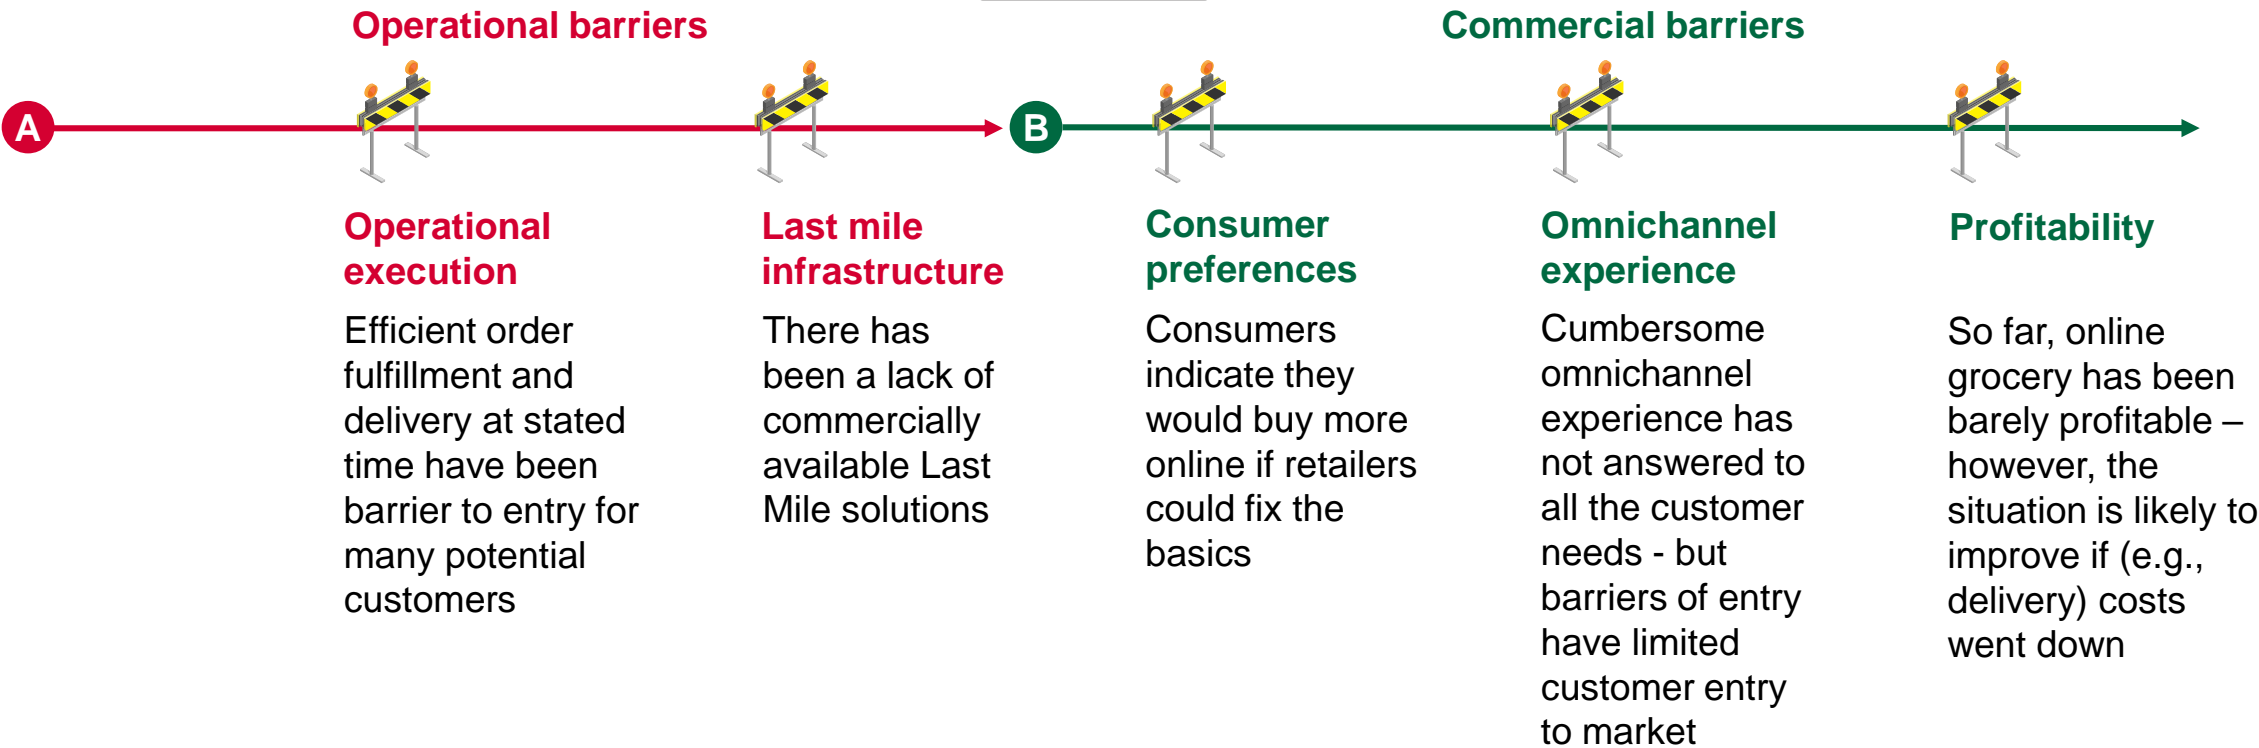 Operational barriers
Commercial barriers
A
B
Operational
execution
Efficient order
fulfillment and
delivery at stated
time have been
barrier to entry for
many potential
customers
Last mile
infrastructure
There has
been a lack of
commercially
available Last
Mile solutions
Consumer
preferences
Consumers
indicate they
would buy more
online if retailers
could fix the
basics
Omnichannel
experience
Cumbersome
omnichannel
experience has
not answered to
all the customer
needs - but
barriers of entry
have limited
customer entry
to market
Profitability
So far, online
grocery has been
barely profitable –
however, the
situation is likely to
improve if (e.g.,
delivery) costs
went down